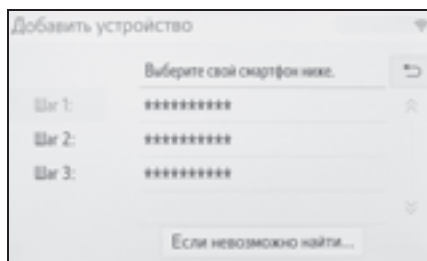 Добавить устройство
Выберите свой смартфон ниже.
Шаг 1: **********
Шаг 2: **********
Шаг 3: **********
Если невозможно найти...